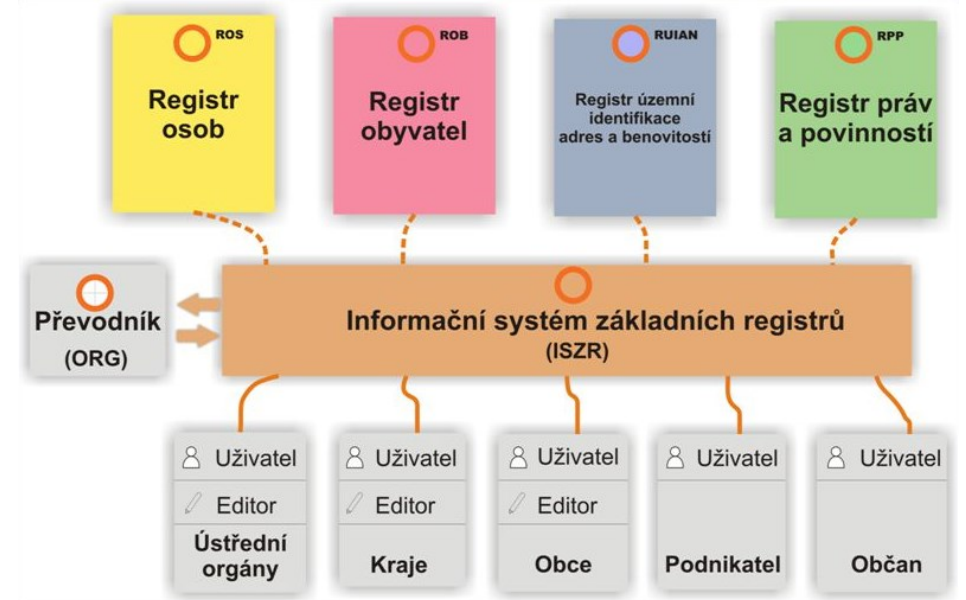 ROS
Registr
osob
ROB
Registr
obyvatel
RUIAN
Registr územní
identifikace
adres a benovitostí
RPP
Registr práv
a povinností
Převodník
(ORG)
Informační systém základních registrů
(ISZR)
Uživatel
Editor
Ústřední
orgány
Uživatel
Editor
Kraje
Uživatel
Editor
Obce
Uživatel
Podnikatel
Uživatel
Občan